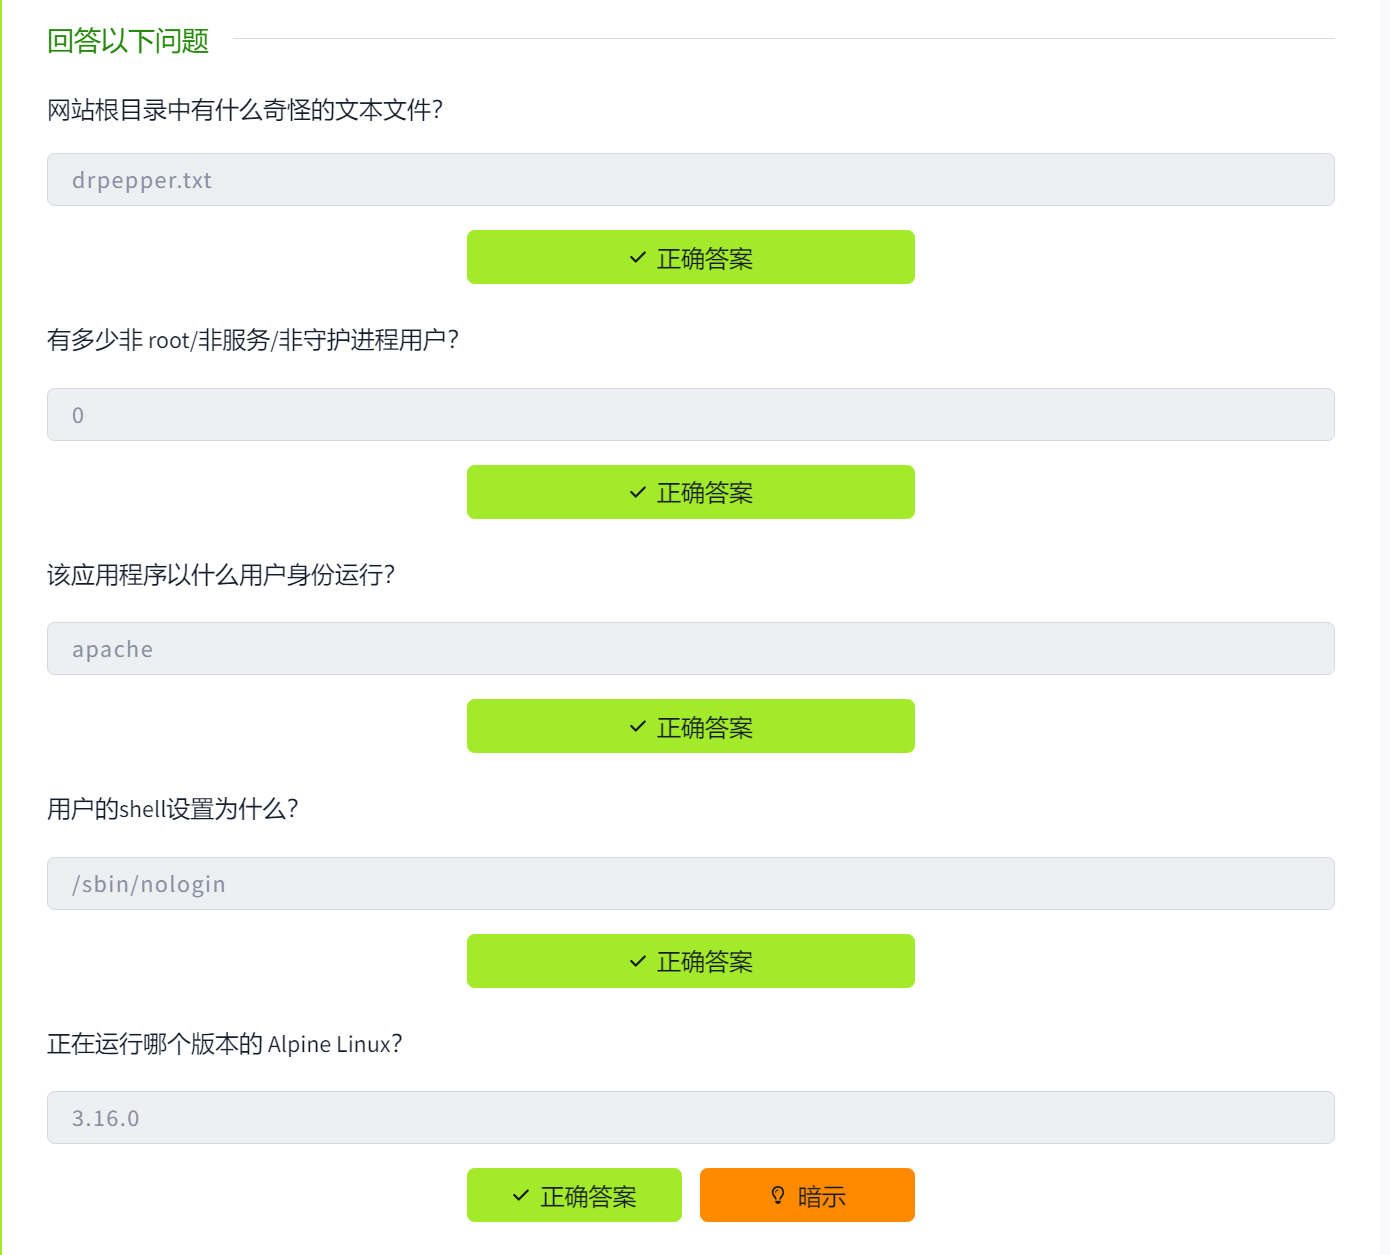 回答以下问题
网站根目录中有什么奇怪的文本文件？
drpepper.txt
正确答案
有多少非 root/非服务/非守护进程用户？
0
正确答案
该应用程序以什么用户身份运行？
apache
正确答案
用户的shell设置为什么？
/sbin/nologin
正确答案
正在运行哪个版本的 Alpine Linux？
3.16.0
正确答案 暗示